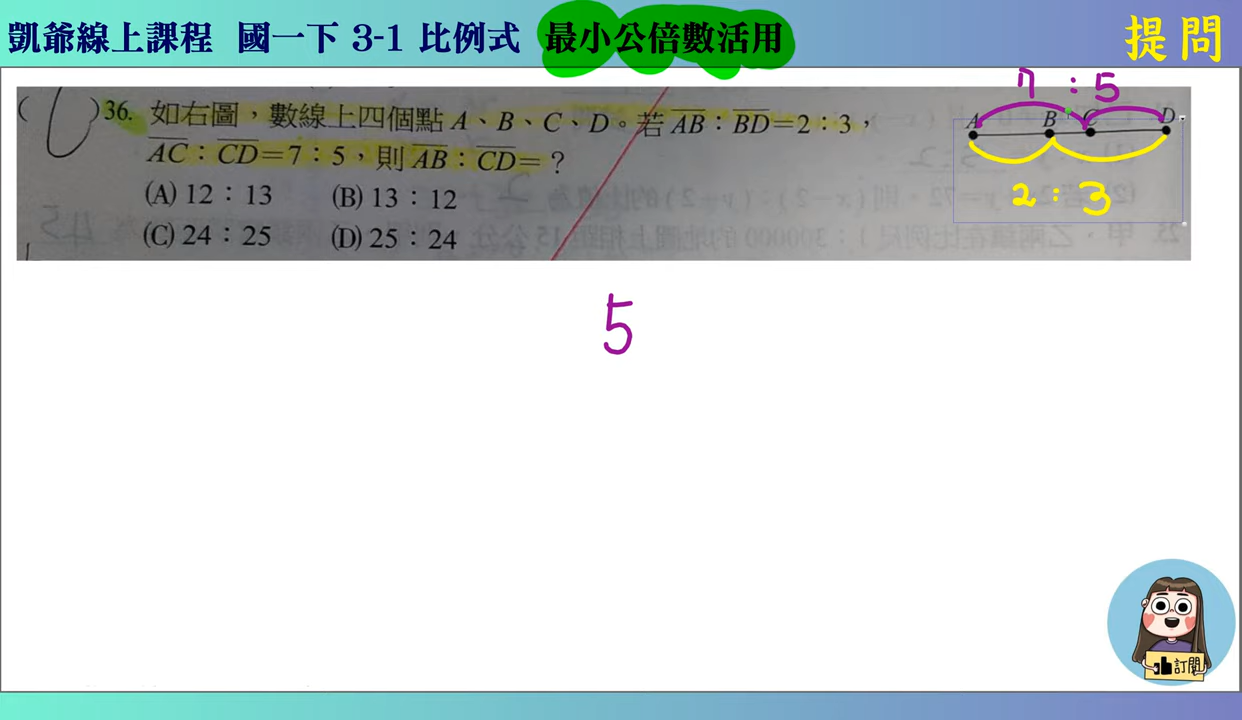 凱爺線上課程 國一下 3-1 比例式 最小公倍數活用
提問
7 : 5
( )36. 如右圖，數線上四個點 A、B、C、D。若 AB：BD=2：3，
AC：CD=7：5，則 AB：CD=？
(A) 12：13 (B) 13：12
(C) 24：25 (D) 25：24
A B C D
2 : 3
5
訂閱